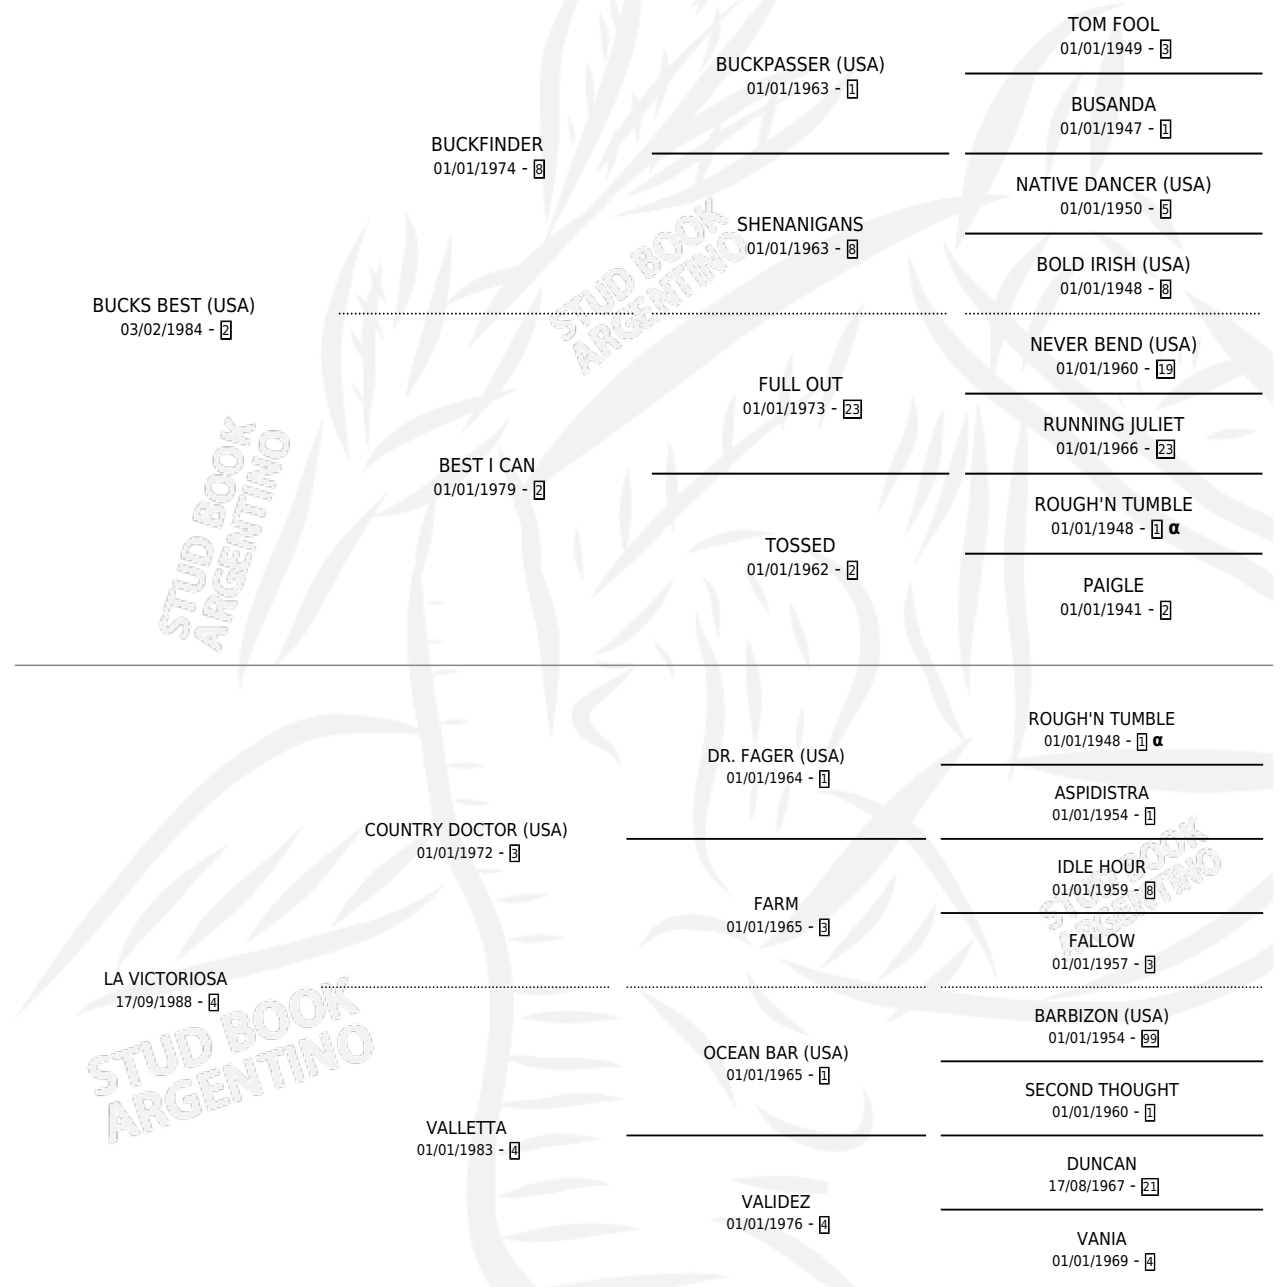 TOM FOOL
01/01/1949 - 3
BUCKPASSER (USA)
01/01/1963 - 1
BUSANDA
01/01/1947 - 1
BUCKFINDER
01/01/1974 - 8
NATIVE DANCER (USA)
01/01/1950 - 5
SHENANIGANS
01/01/1963 - 8
BOLD IRISH (USA)
01/01/1948 - 8
BUCKS BEST (USA)
03/02/1984 - 2
NEVER BEND (USA)
01/01/1960 - 19
FULL OUT
01/01/1973 - 23
RUNNING JULIET
01/01/1966 - 23
BEST I CAN
01/01/1979 - 2
ROUGH'N TUMBLE
01/01/1948 - 1 α
TOSSED
01/01/1962 - 2
PAIGLE
01/01/1941 - 2
STUD BOOK
ARGENTINO
STUD BOOK
ARGENTINO
ROUGH'N TUMBLE
01/01/1948 - 1 α
DR. FAGER (USA)
01/01/1964 - 1
ASPIDISTRA
01/01/1954 - 1
COUNTRY DOCTOR (USA)
01/01/1972 - 3
IDLE HOUR
01/01/1959 - 8
FARM
01/01/1965 - 3
FALLOW
01/01/1957 - 3
LA VICTORIOSA
17/09/1988 - 4
BARBIZON (USA)
01/01/1954 - 99
OCEAN BAR (USA)
01/01/1965 - 1
SECOND THOUGHT
01/01/1960 - 1
VALLETTA
01/01/1983 - 4
DUNCAN
17/08/1967 - 21
VALIDEZ
01/01/1976 - 4
VANIA
01/01/1969 - 4
STUD BOOK
ARGENTINO
STUD BOOK
ARGENTINO